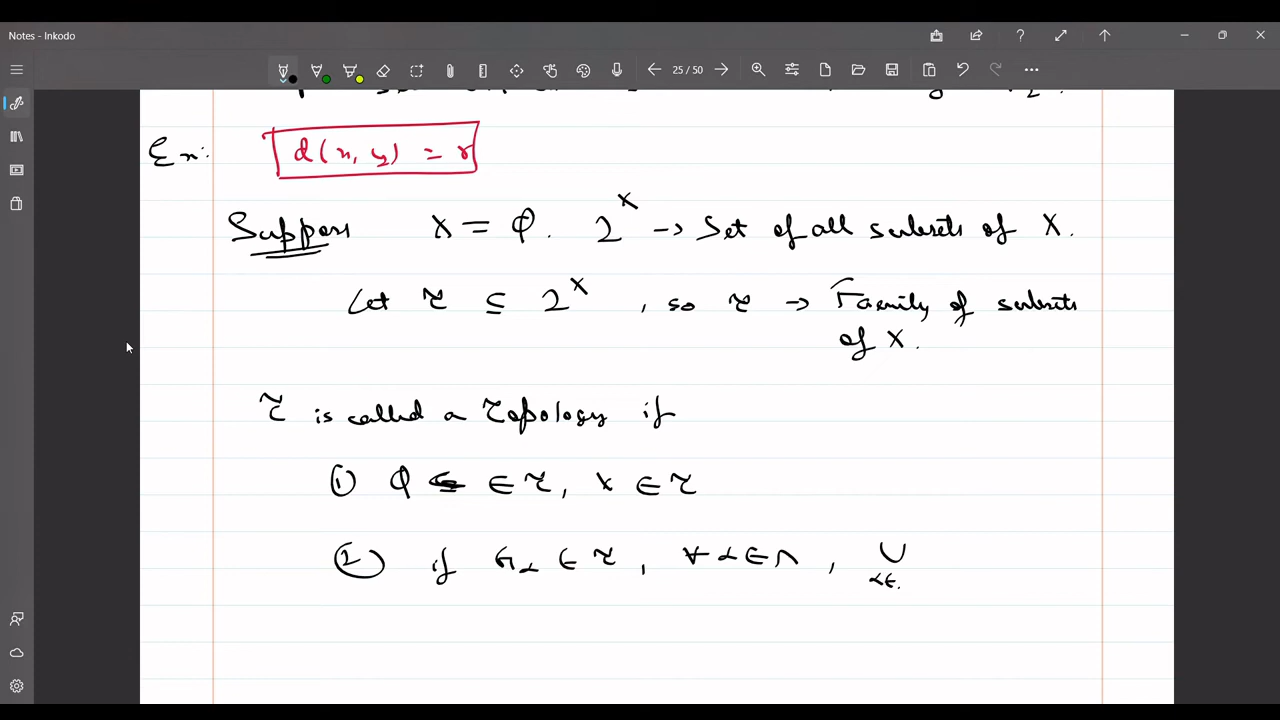 Notes - Inkodo
25 / 50
Ex:
d(x, y) = r
Suppose X = φ. 2^X → Set of all subsets of X.
Let τ ⊆ 2^X, so τ → Family of subsets
of X.
τ is called a Topology if
① φ ∈ τ, X ∈ τ
② if G_α ∈ τ, ∀ α ∈ Λ, ∪
α∈.